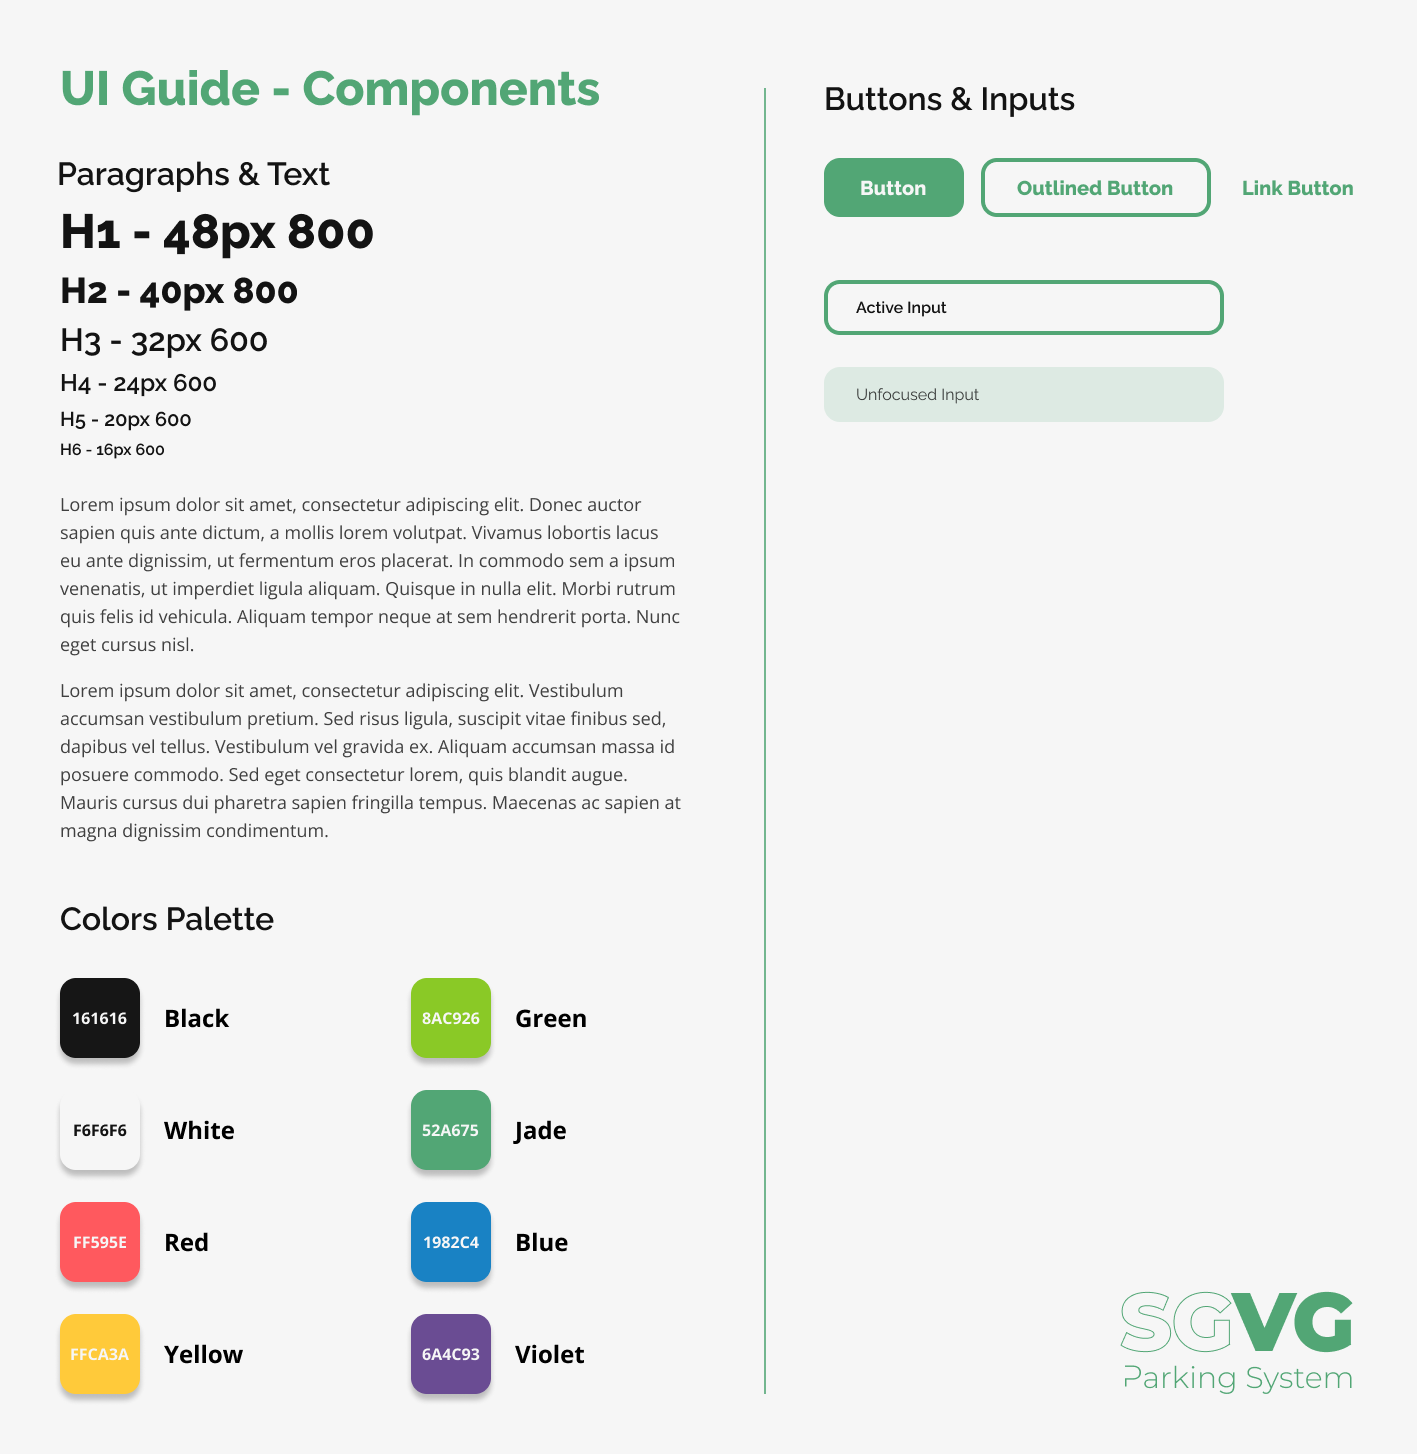 UI Guide - Components
Paragraphs & Text
H1 - 48px 800
H2 - 40px 800
H3 - 32px 600
H4 - 24px 600
H5 - 20px 600
H6 - 16px 600
Lorem ipsum dolor sit amet, consectetur adipiscing elit. Donec auctor
sapien quis ante dictum, a mollis lorem volutpat. Vivamus lobortis lacus
eu ante dignissim, ut fermentum eros placerat. In commodo sem a ipsum
venenatis, ut imperdiet ligula aliquam. Quisque in nulla elit. Morbi rutrum
quis felis id vehicula. Aliquam tempor neque at sem hendrerit porta. Nunc
eget cursus nisl.
Lorem ipsum dolor sit amet, consectetur adipiscing elit. Vestibulum
accumsan vestibulum pretium. Sed risus ligula, suscipit vitae finibus sed,
dapibus vel tellus. Vestibulum vel gravida ex. Aliquam accumsan massa id
posuere commodo. Sed eget consectetur lorem, quis blandit augue.
Mauris cursus dui pharetra sapien fringilla tempus. Maecenas ac sapien at
magna dignissim condimentum.
Colors Palette
161616 Black
8AC926 Green
F6F6F6 White
52A675 Jade
FF595E Red
1982C4 Blue
FFCA3A Yellow
6A4C93 Violet
Buttons & Inputs
Button
Outlined Button
Link Button
Active Input
Unfocused Input
SGVG
Parking System